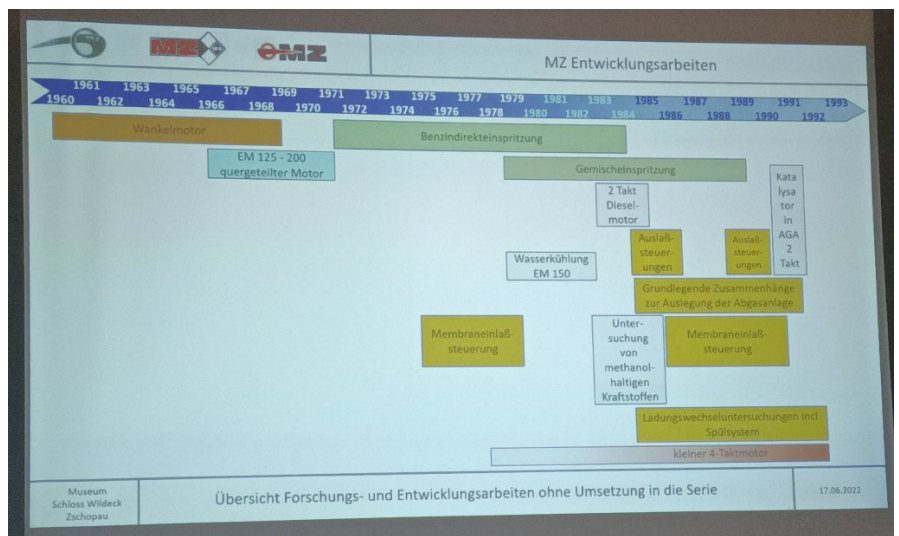 MZ IFA MZ
MZ Entwicklungsarbeiten
1961 1963 1965 1967 1969 1971 1973 1975 1977 1979 1981 1983 1985 1987 1989 1991 1993
1960 1962 1964 1966 1968 1970 1972 1974 1976 1978 1980 1982 1984 1986 1988 1990 1992
Wankelmotor
Benzindirekteinspritzung
EM 125 - 200
quergeteilter Motor
Gemischeinspritzung
2 Takt
Diesel-
motor
Kata
lysa
tor
in
AGA
2
Takt
Auslaß-
steuer-
ungen
Auslaß-
steuer-
ungen
Wasserkühlung
EM 150
Grundlegende Zusammenhänge
zur Auslegung der Abgasanlage
Membraneinlaß-
steuerung
Unter-
suchung
von
methanol-
haltigen
Kraftstoffen
Membraneinlaß-
steuerung
Ladungswechseluntersuchungen incl.
Spülsystem
kleiner 4-Taktmotor
Museum
Schloss Wildeck
Zschopau
Übersicht Forschungs- und Entwicklungsarbeiten ohne Umsetzung in die Serie
17.06.2022